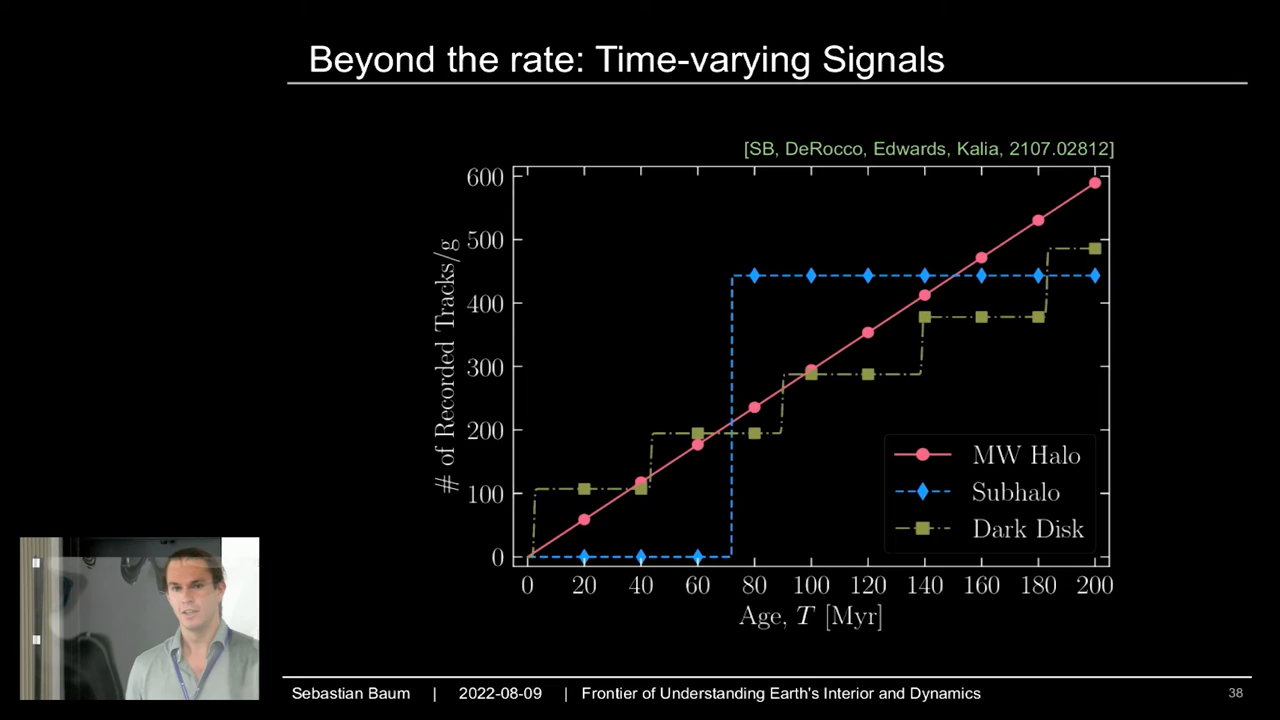 Beyond the rate: Time-varying Signals
[SB, DeRocco, Edwards, Kalia, 2107.02812]
600
500
400
300
200
100
0
# of Recorded Tracks/g
MW Halo
Subhalo
Dark Disk
0 20 40 60 80 100 120 140 160 180 200
Age, T [Myr]
Sebastian Baum | 2022-08-09 | Frontier of Understanding Earth's Interior and Dynamics 38